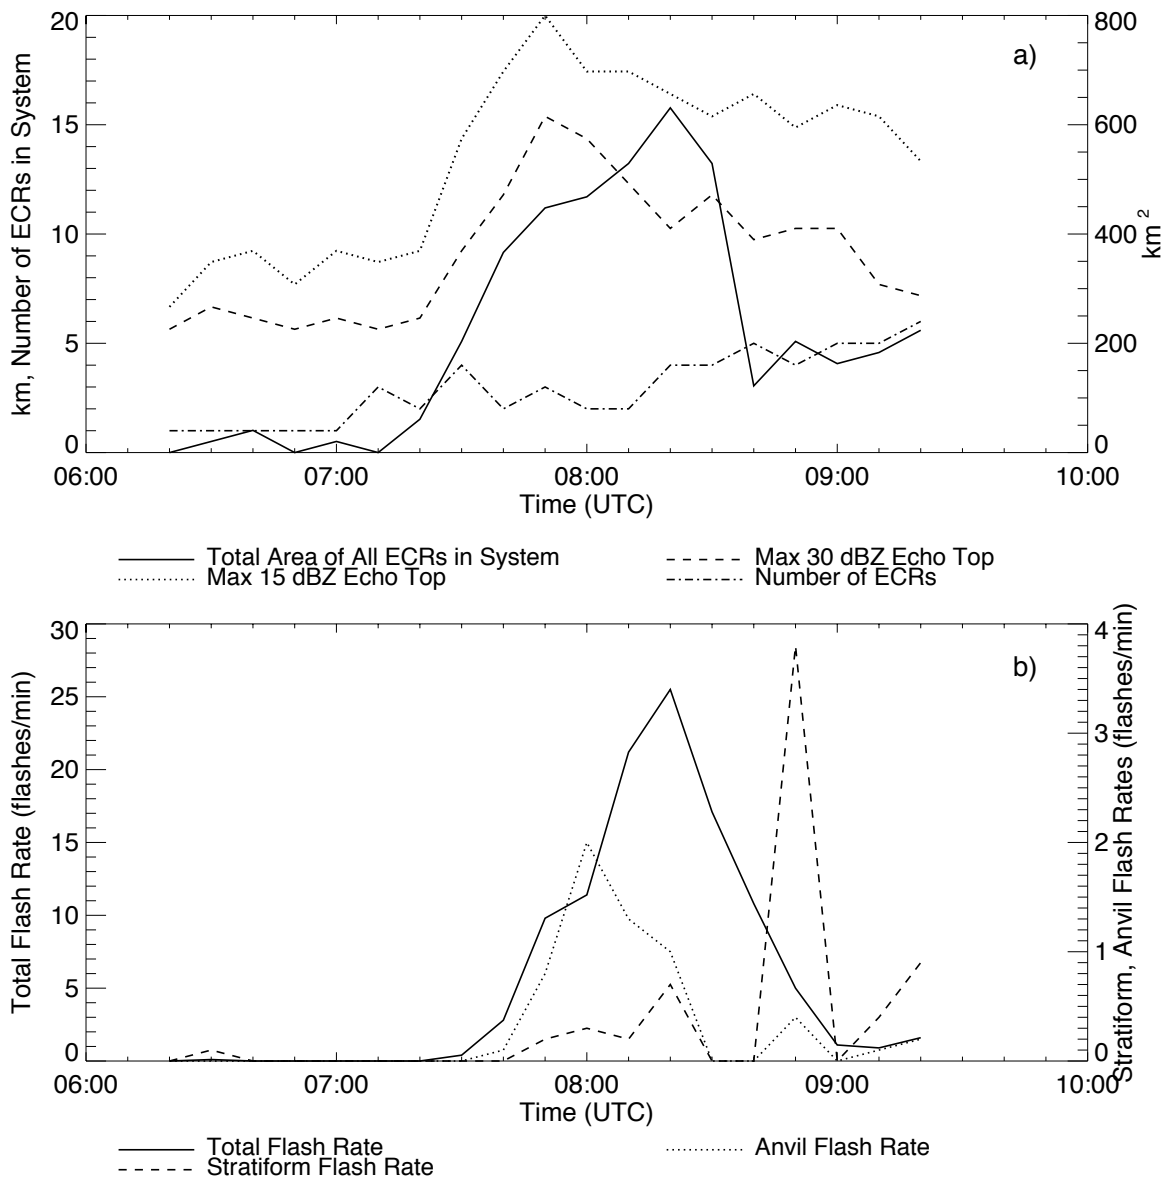 a)
km, Number of ECRs in System
20
15
10
5
0
800
600
400
200
0
km 2
06:00 07:00 08:00 09:00 10:00
Time (UTC)
Total Area of All ECRs in System
Max 15 dBZ Echo Top
Max 30 dBZ Echo Top
Number of ECRs
b)
Total Flash Rate (flashes/min)
30
25
20
15
10
5
0
4
3
2
1
0
Stratiform, Anvil Flash Rates (flashes/min)
06:00 07:00 08:00 09:00 10:00
Time (UTC)
Total Flash Rate
Stratiform Flash Rate
Anvil Flash Rate